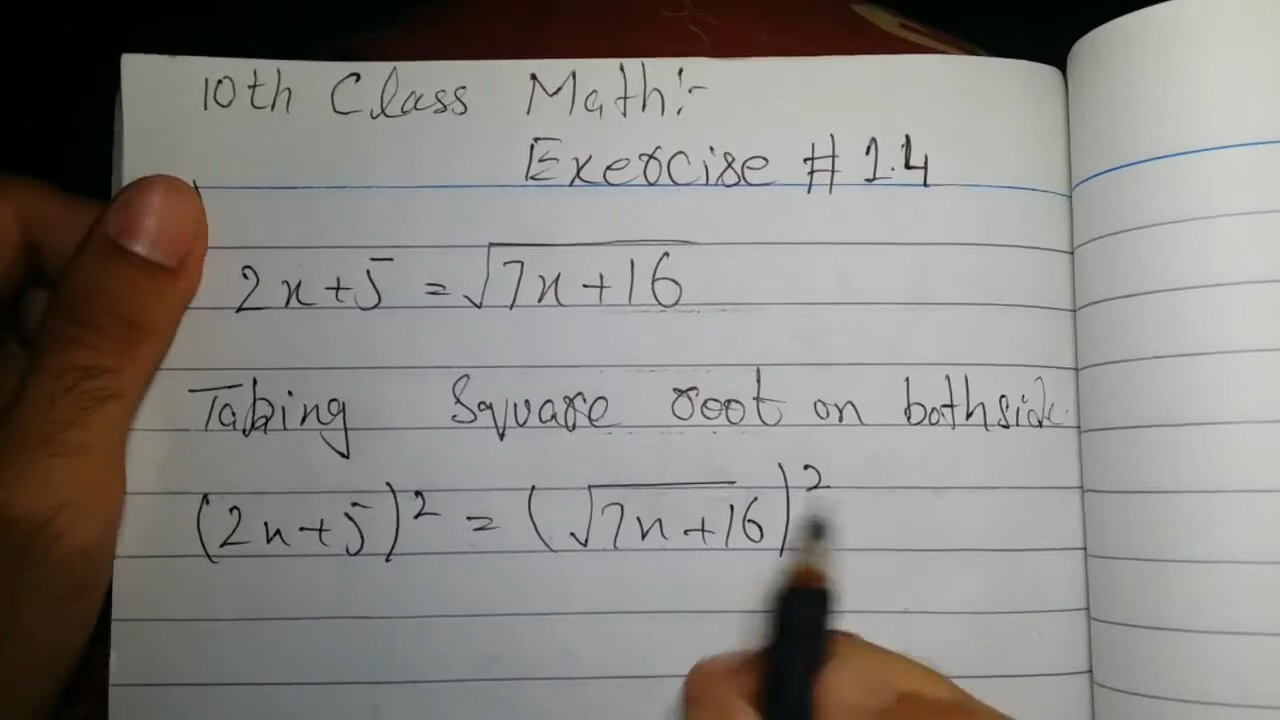 10th Class Math:-
Exercise # 1.4
2x+5 = √7x+16
Taking Square root on bothside.
(2x+5)² = (√7x+16)²